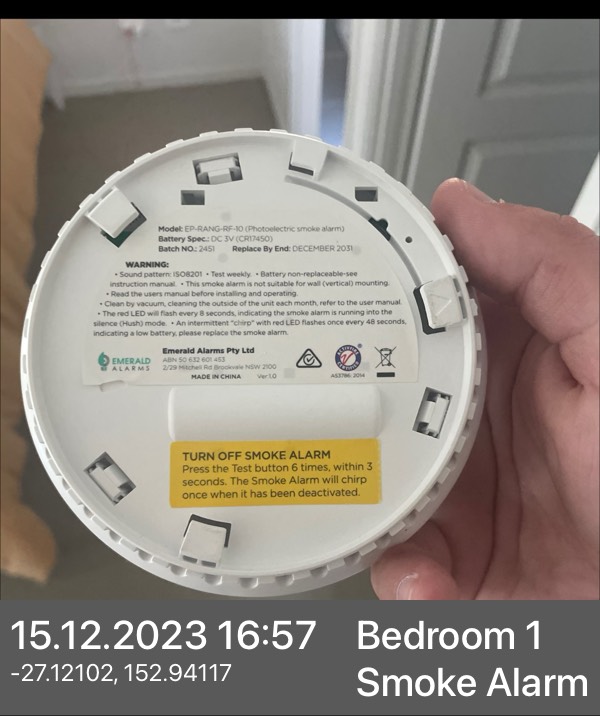 Model: EP-RANG-RF-10 (Photoelectric smoke alarm)
Battery Spec.: DC 3V (CR17450)
Batch NO.: 2451 Replace By End: DECEMBER 2031
WARNING:
• Sound pattern: ISO8201 • Test weekly. • Battery non-replaceable-see
instruction manual. • This smoke alarm is not suitable for wall (vertical) mounting.
• Read the users manual before installing and operating.
• Clean by vacuum, cleaning the outside of the unit each month, refer to the user manual.
• The red LED will flash every 8 seconds, indicating the smoke alarm is running into the
silence (Hush) mode. • An intermittent "chirp" with red LED flashes once every 48 seconds,
indicating a low battery, please replace the smoke alarm.
EMERALD
ALARMS
Emerald Alarms Pty Ltd
ABN 50 632 601 453
2/29 Mitchell Rd Brookvale NSW 2100
MADE IN CHINA Ver1.0
AS3786: 2014
TURN OFF SMOKE ALARM
Press the Test button 6 times, within 3
seconds. The Smoke Alarm will chirp
once when it has been deactivated.
15.12.2023 16:57
-27.12102, 152.94117
Bedroom 1
Smoke Alarm